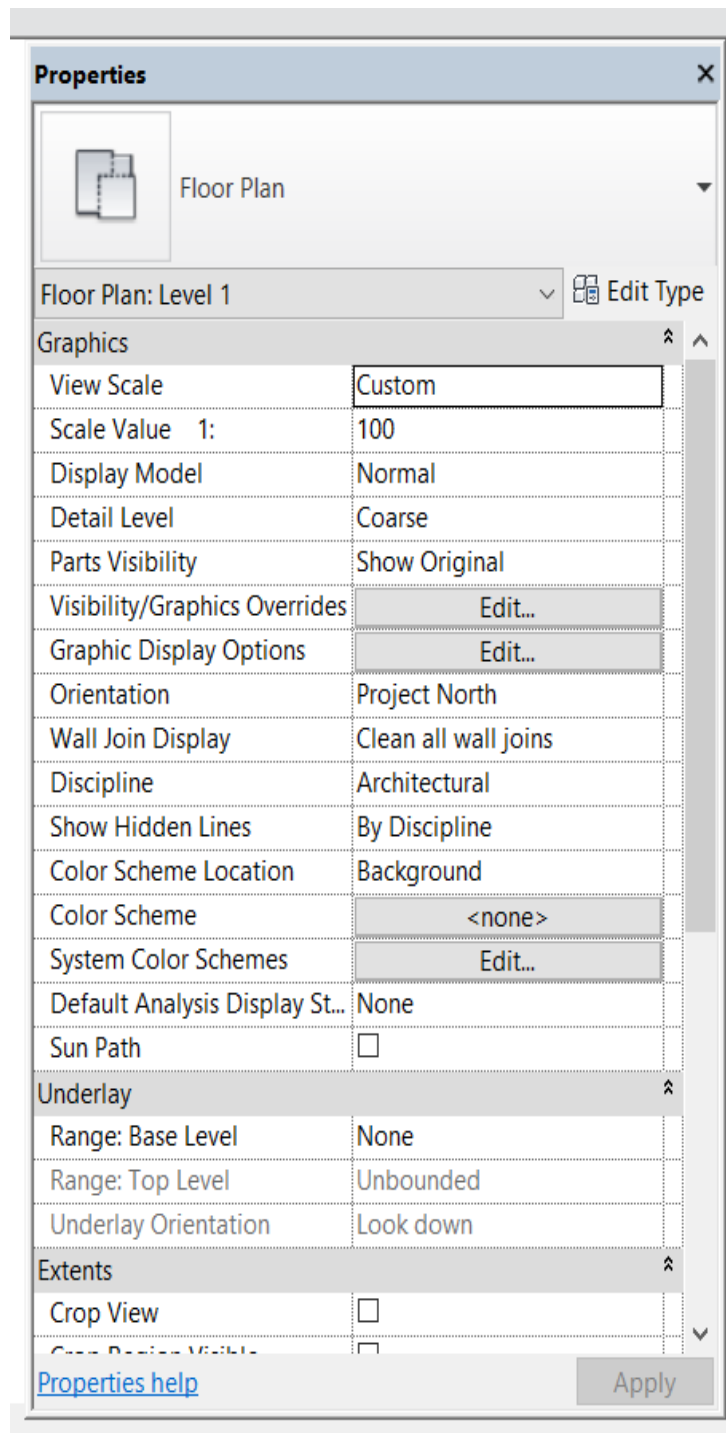 Properties
Floor Plan
Floor Plan: Level 1 Edit Type
Graphics
View Scale Custom
Scale Value 1: 100
Display Model Normal
Detail Level Coarse
Parts Visibility Show Original
Visibility/Graphics Overrides Edit...
Graphic Display Options Edit...
Orientation Project North
Wall Join Display Clean all wall joins
Discipline Architectural
Show Hidden Lines By Discipline
Color Scheme Location Background
Color Scheme <none>
System Color Schemes Edit...
Default Analysis Display St... None
Sun Path
Underlay
Range: Base Level None
Range: Top Level Unbounded
Underlay Orientation Look down
Extents
Crop View
Crop Region Visible
Properties help Apply